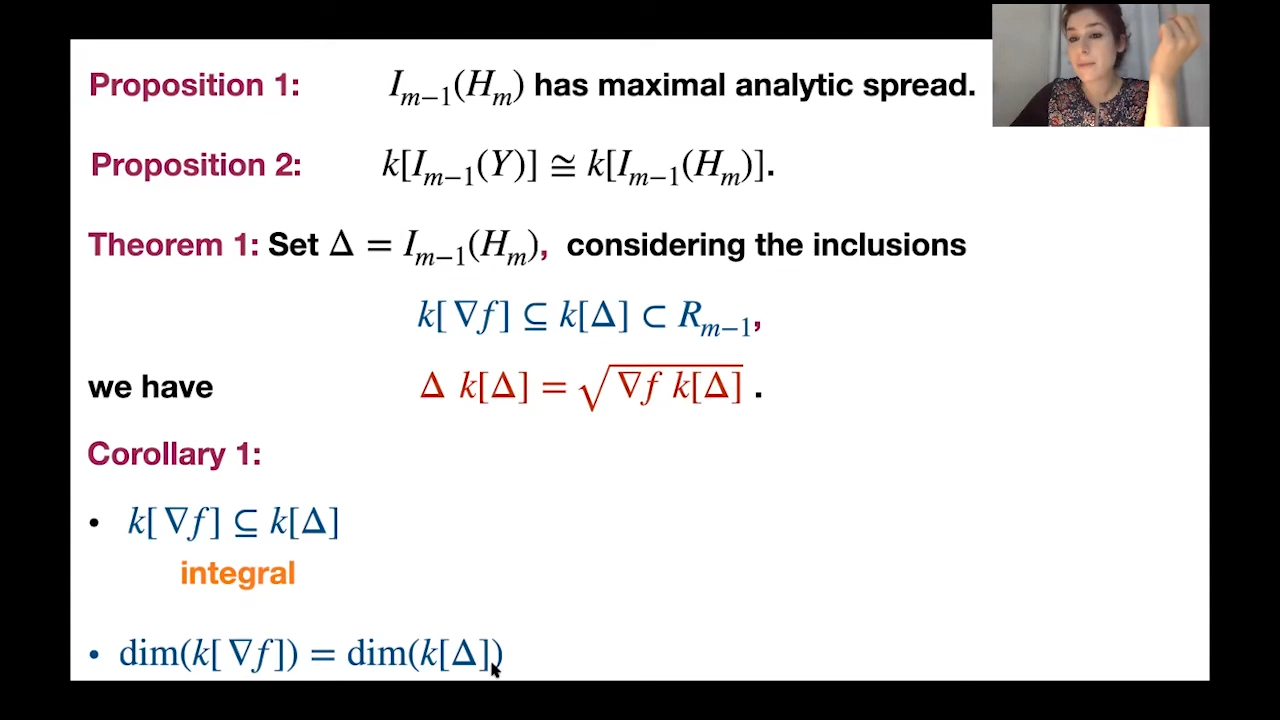 Proposition 1: I_{m−1}(H_m) has maximal analytic spread.
Proposition 2: k[I_{m−1}(Y)] ≅ k[I_{m−1}(H_m)].
Theorem 1: Set Δ = I_{m−1}(H_m), considering the inclusions
k[∇f] ⊆ k[Δ] ⊂ R_{m−1},
we have Δ k[Δ] = √(∇f k[Δ]) .
Corollary 1:
• k[∇f] ⊆ k[Δ]
integral
• dim(k[∇f]) = dim(k[Δ])